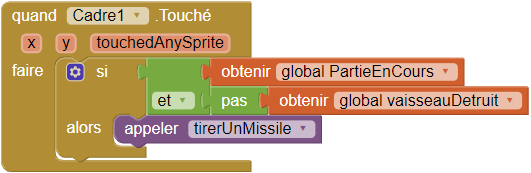 quand Cadre1 .Touché
x y touchedAnySprite
faire si obtenir global PartieEnCours
et pas obtenir global vaisseauDetruit
alors appeler tirerUnMissile